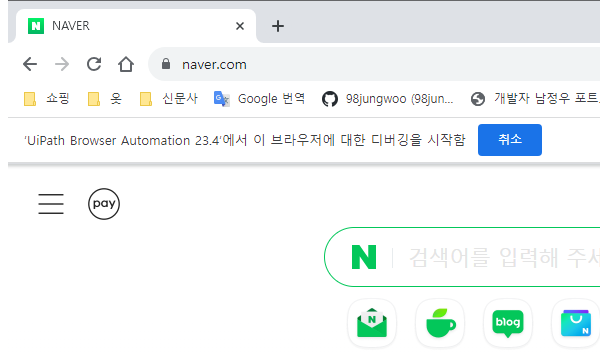 NAVER
naver.com
쇼핑 옷 신문사 Google 번역 98jungwoo (98jun... 개발자 남정우 포트
'UiPath Browser Automation 23.4'에서 이 브라우저에 대한 디버깅을 시작함 취소
pay
N 검색어를 입력해 주세
N blog N